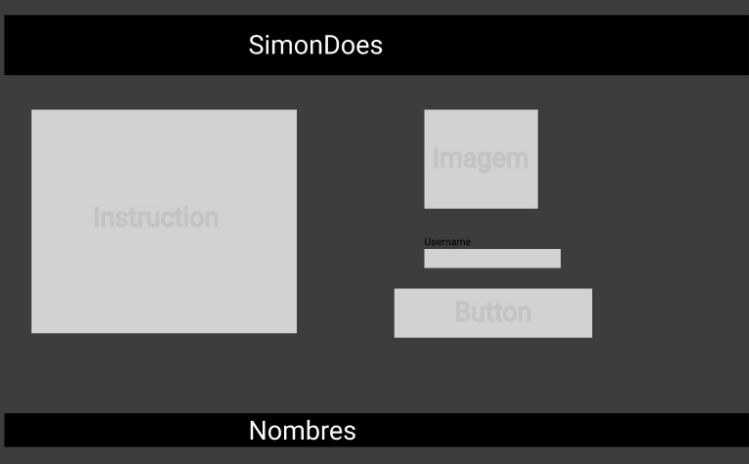 SimonDoes
Instruction
Imagem
Username
Button
Nombres